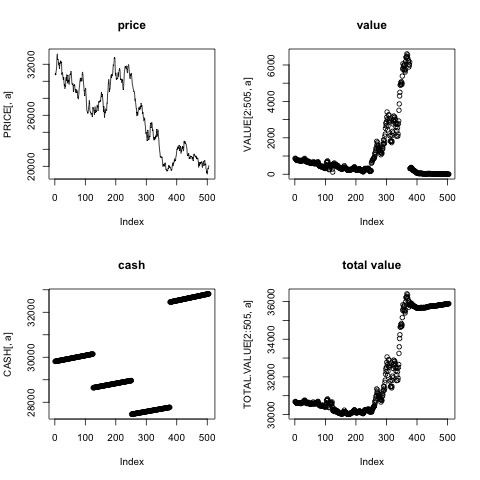 price
PRICE[, a]
20000 26000 32000
0 100 200 300 400 500
Index
value
VALUE[2:505, a]
0 2000 4000 6000
0 100 200 300 400 500
Index
cash
CASH[, a]
28000 30000 32000
0 100 200 300 400 500
Index
total value
TOTAL.VALUE[2:505, a]
30000 32000 34000 36000
0 100 200 300 400 500
Index